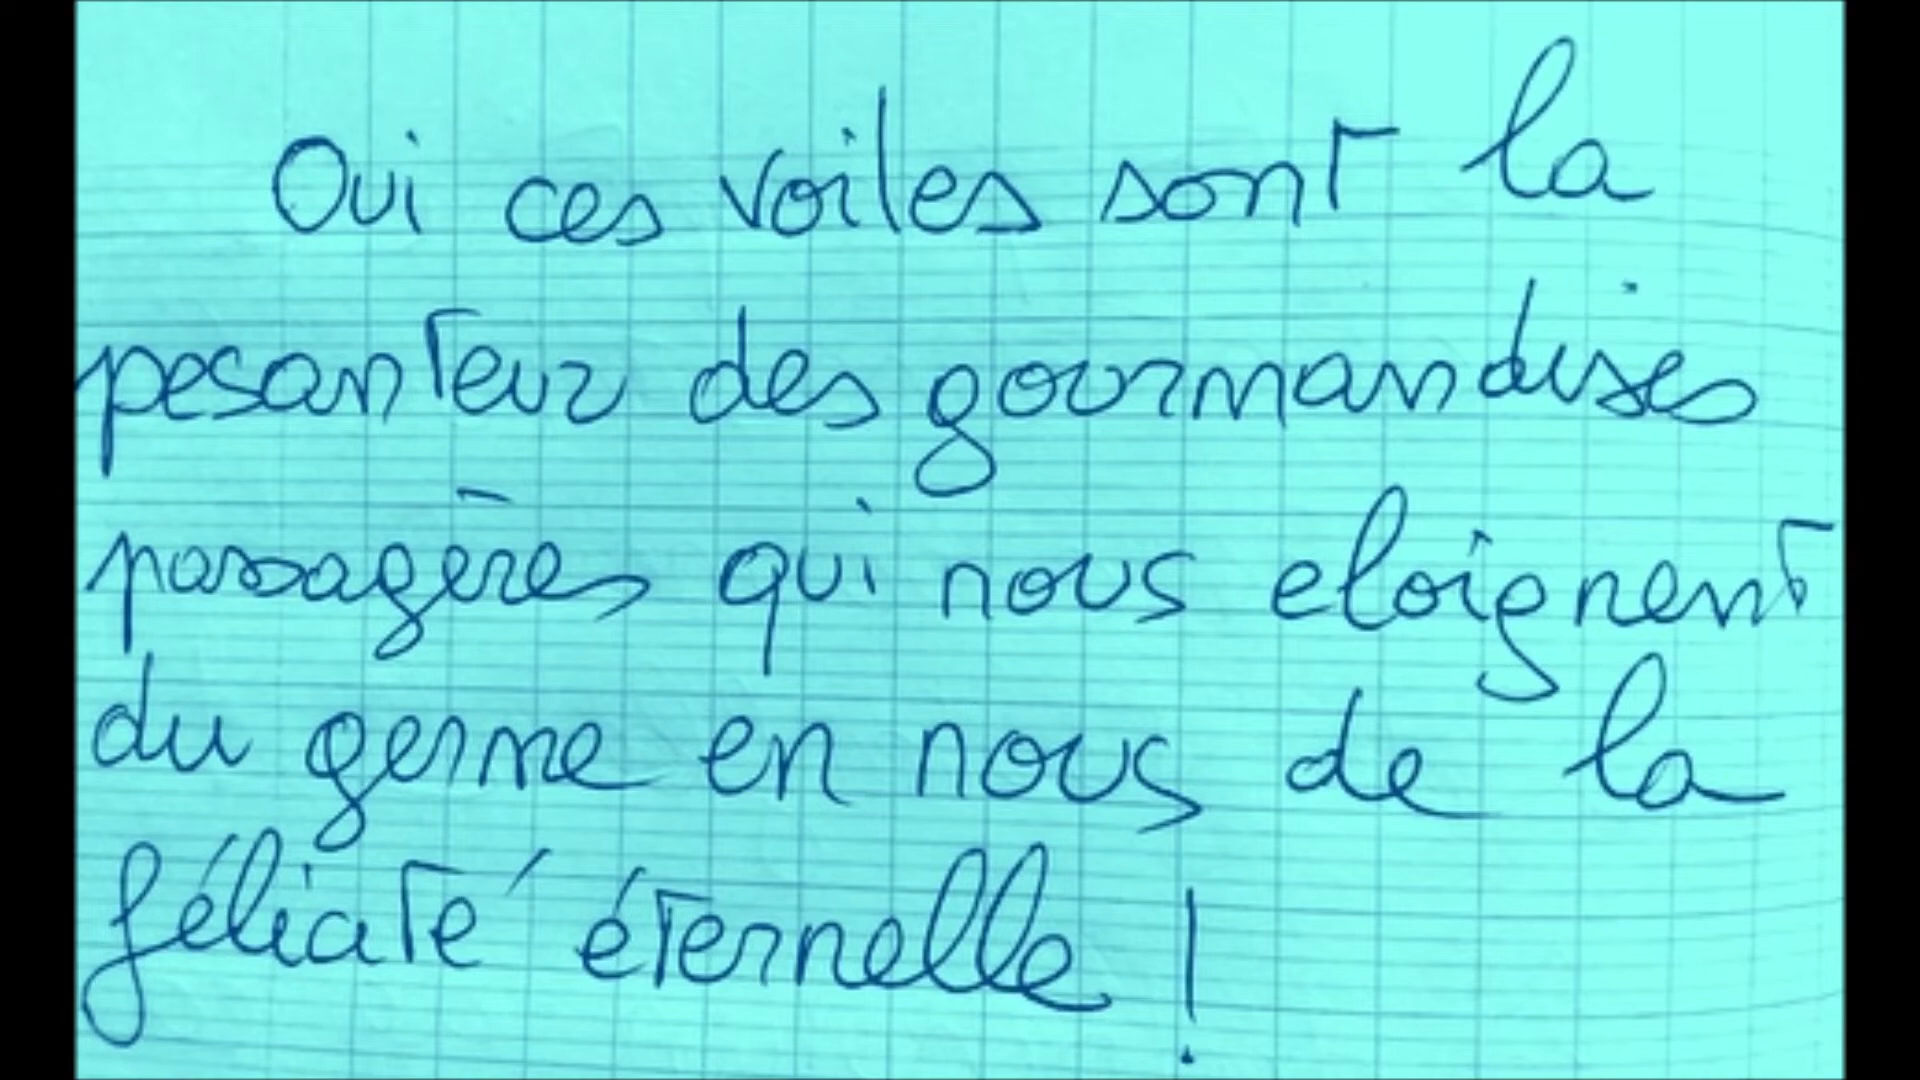 Oui ces voiles sont la
pesanteur des gourmandises
passagères qui nous eloignent
du germe en nous de la
félicité éternelle !